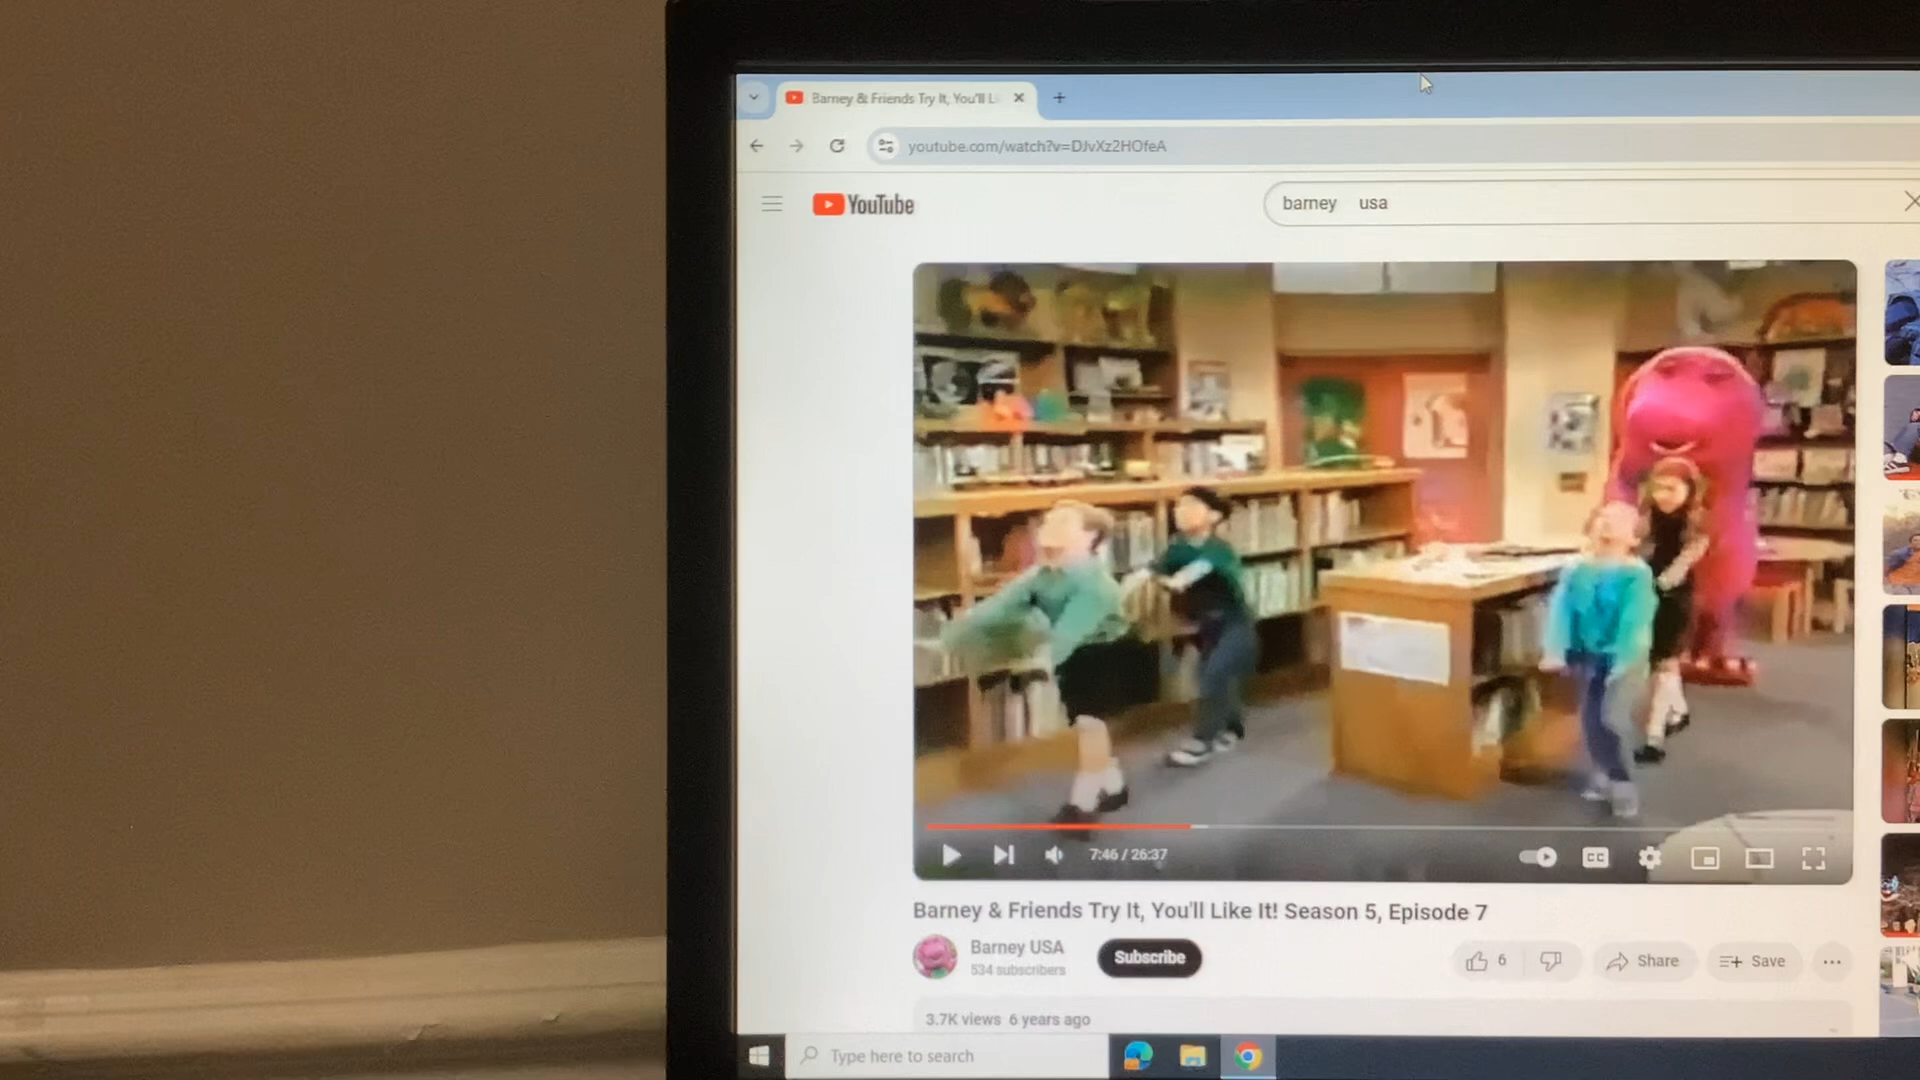 Barney & Friends Try It, You'll Li
youtube.com/watch?v=DJvXz2HOfeA
YouTube
barney usa
7:46 / 26:37
CC
Barney & Friends Try It, You'll Like It! Season 5, Episode 7
Barney USA
534 subscribers
Subscribe
6
Share
Save
3.7K views 6 years ago
Type here to search